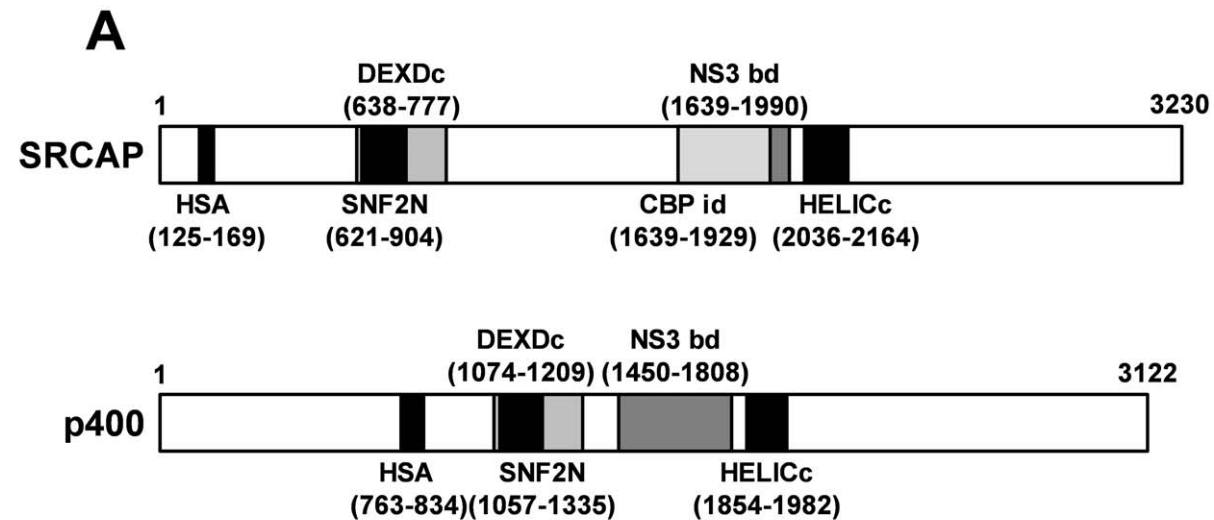 A
DEXDc NS3 bd
1 (638-777) (1639-1990) 3230
SRCAP
HSA SNF2N CBP id HELICc
(125-169) (621-904) (1639-1929) (2036-2164)
DEXDc NS3 bd
1 (1074-1209) (1450-1808) 3122
p400
HSA SNF2N HELICc
(763-834)(1057-1335) (1854-1982)